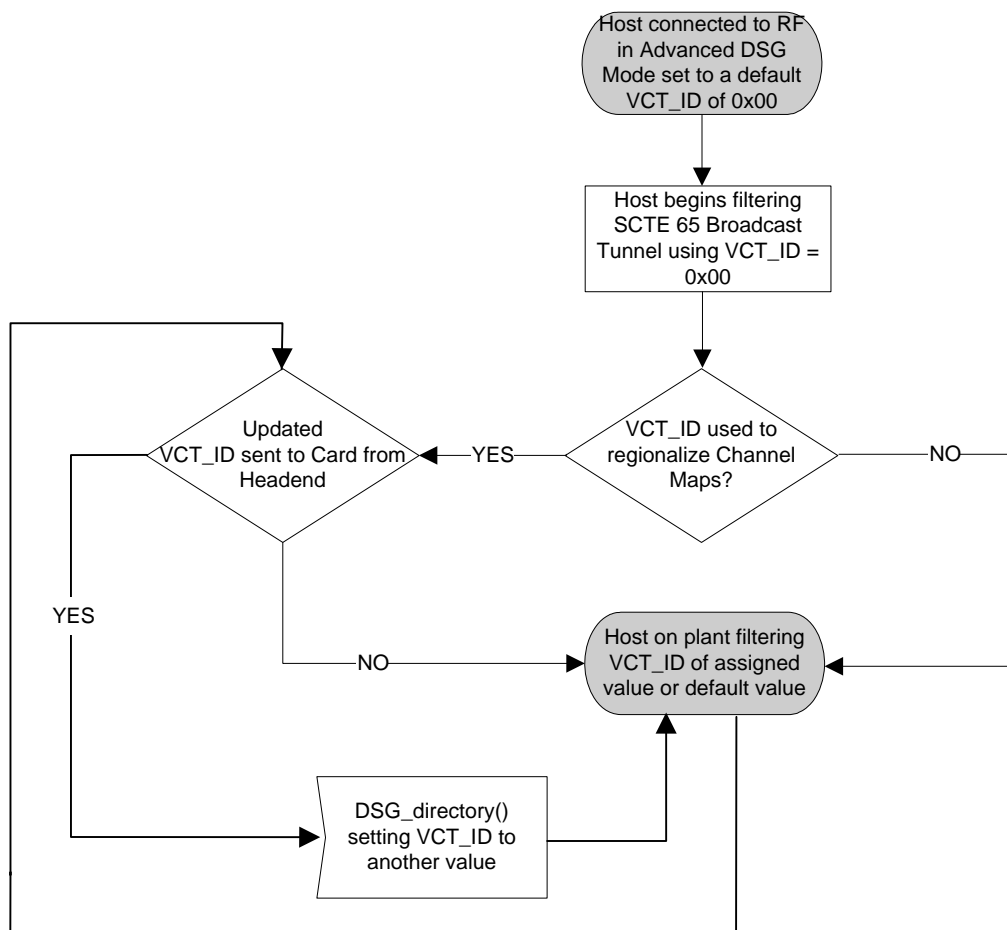 Host connected to RF
in Advanced DSG
Mode set to a default
VCT_ID of 0x00
Host begins filtering
SCTE 65 Broadcast
Tunnel using VCT_ID =
0x00
Updated
VCT_ID sent to Card from
Headend
YES
VCT_ID used to
regionalize Channel
Maps?
NO
YES
NO
Host on plant filtering
VCT_ID of assigned
value or default value
DSG_directory()
setting VCT_ID to
another value